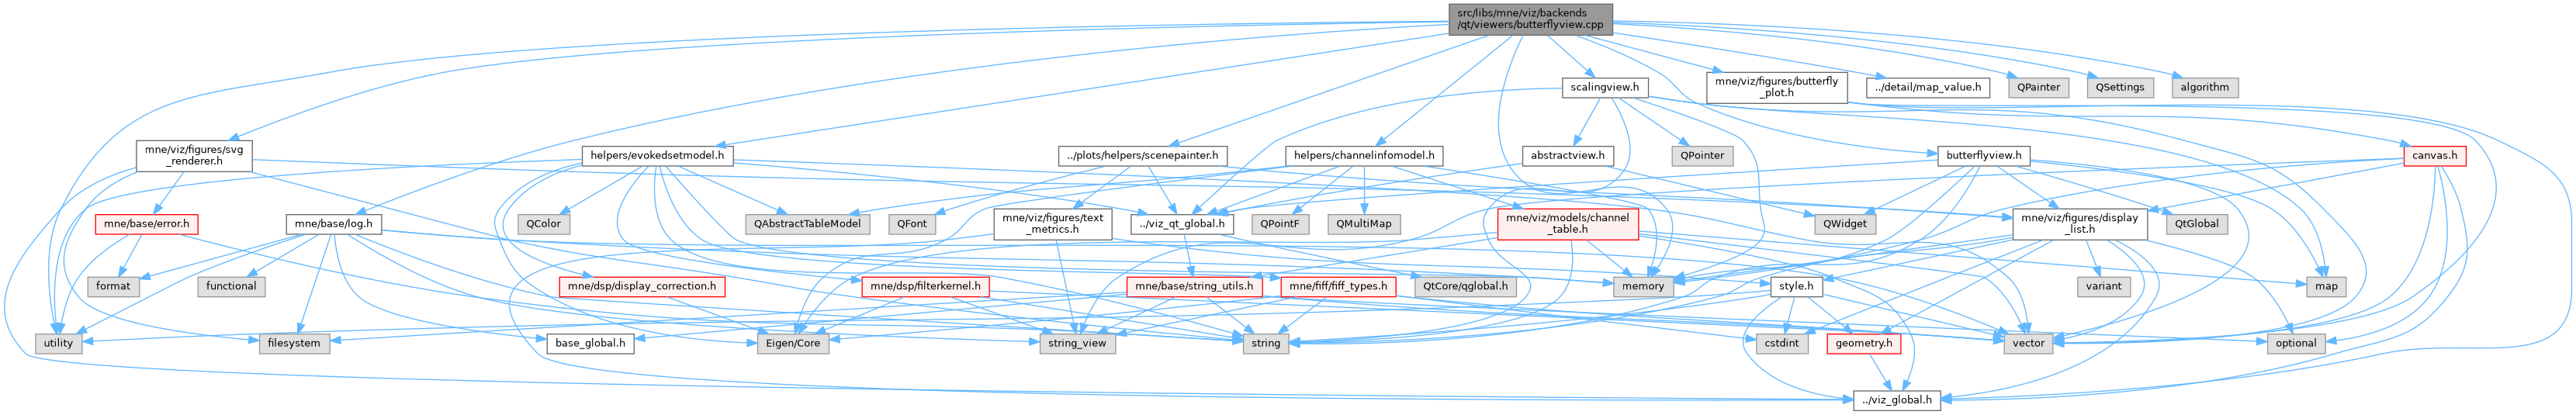 src/libs/mne/viz/backends
/qt/viewers/butterflyview.cpp
scalingview.h
mne/viz/figures/butterfly
_plot.h
../detail/map_value.h
QPainter
QSettings
algorithm
mne/viz/figures/svg
_renderer.h
helpers/evokedsetmodel.h
../plots/helpers/scenepainter.h
helpers/channelinfomodel.h
abstractview.h
QPointer
butterflyview.h
canvas.h
mne/base/error.h
mne/base/log.h
QColor
QAbstractTableModel
QFont
mne/viz/figures/text
_metrics.h
../viz_qt_global.h
QPointF
QMultiMap
mne/viz/models/channel
_table.h
QWidget
mne/viz/figures/display
_list.h
QtGlobal
format
functional
mne/dsp/display_correction.h
mne/dsp/filterkernel.h
memory
mne/base/string_utils.h
QtCore/qglobal.h
mne/fiff/fiff_types.h
style.h
variant
map
utility
filesystem
base_global.h
Eigen/Core
string_view
string
cstdint
geometry.h
vector
optional
../viz_global.h